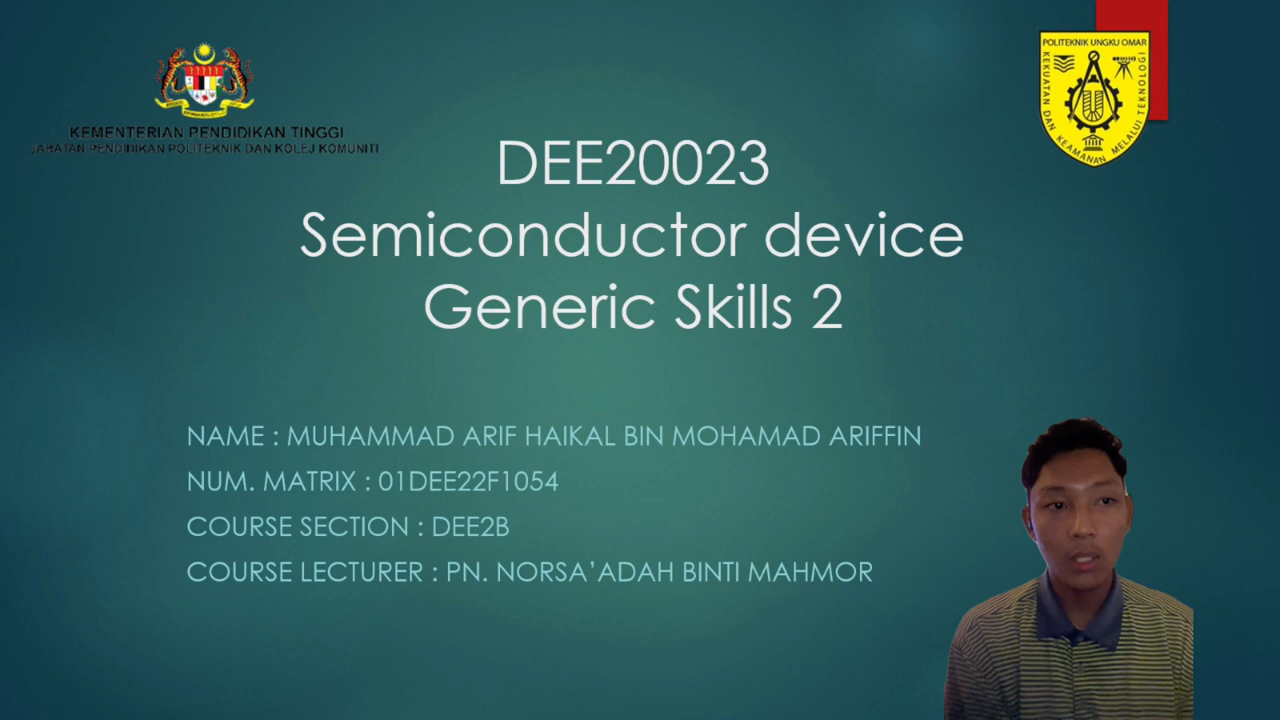 KEMENTERIAN PENDIDIKAN TINGGI
JABATAN PENDIDIKAN POLITEKNIK DAN KOLEJ KOMUNITI
POLITEKNIK UNGKU OMAR
KEKUATAN DAN KEAMANAN MELALUI TEKNOLOGI
DEE20023
Semiconductor device
Generic Skills 2
NAME : MUHAMMAD ARIF HAIKAL BIN MOHAMAD ARIFFIN
NUM. MATRIX : 01DEE22F1054
COURSE SECTION : DEE2B
COURSE LECTURER : PN. NORSA’ADAH BINTI MAHMOR